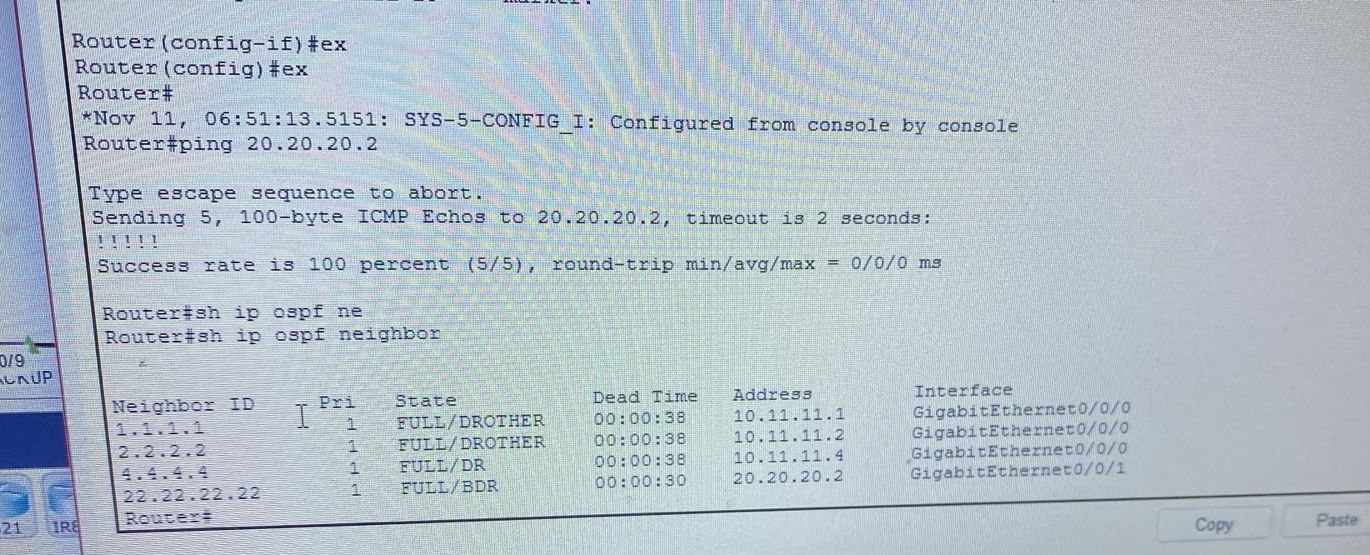 Router(config-if)#ex
Router(config)#ex
Router#
*Nov 11, 06:51:13.5151: SYS-5-CONFIG_I: Configured from console by console
Router#ping 20.20.20.2
Type escape sequence to abort.
Sending 5, 100-byte ICMP Echos to 20.20.20.2, timeout is 2 seconds:
!!!!!
Success rate is 100 percent (5/5), round-trip min/avg/max = 0/0/0 ms
Router#sh ip ospf ne
Router#sh ip ospf neighbor
0/9
Neighbor ID Pri State Dead Time Address Interface
1.1.1.1 1 FULL/DROTHER 00:00:38 10.11.11.1 GigabitEthernet0/0/0
2.2.2.2 1 FULL/DROTHER 00:00:38 10.11.11.2 GigabitEthernet0/0/0
4.4.4.4 1 FULL/DR 00:00:38 10.11.11.4 GigabitEthernet0/0/0
22.22.22.22 1 FULL/BDR 00:00:30 20.20.20.2 GigabitEthernet0/0/1
Router#
21 IR8
Copy Paste